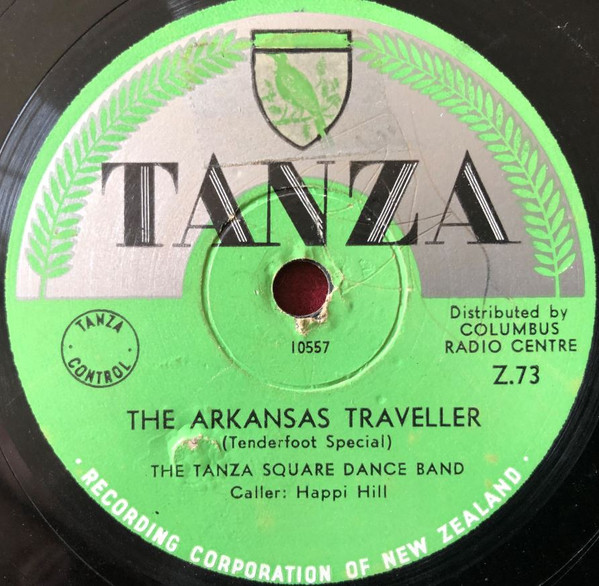 TANZA
10557
TANZA
CONTROL
Distributed by
COLUMBUS
RADIO CENTRE
Z.73
THE ARKANSAS TRAVELLER
(Tenderfoot Special)
THE TANZA SQUARE DANCE BAND
Caller: Happi Hill
· RECORDING CORPORATION OF NEW ZEALAND ·